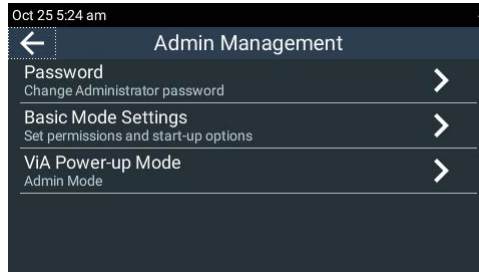 Oct 25 5:24 am
Admin Management
Password
Change Administrator password
Basic Mode Settings
Set permissions and start-up options
ViA Power-up Mode
Admin Mode